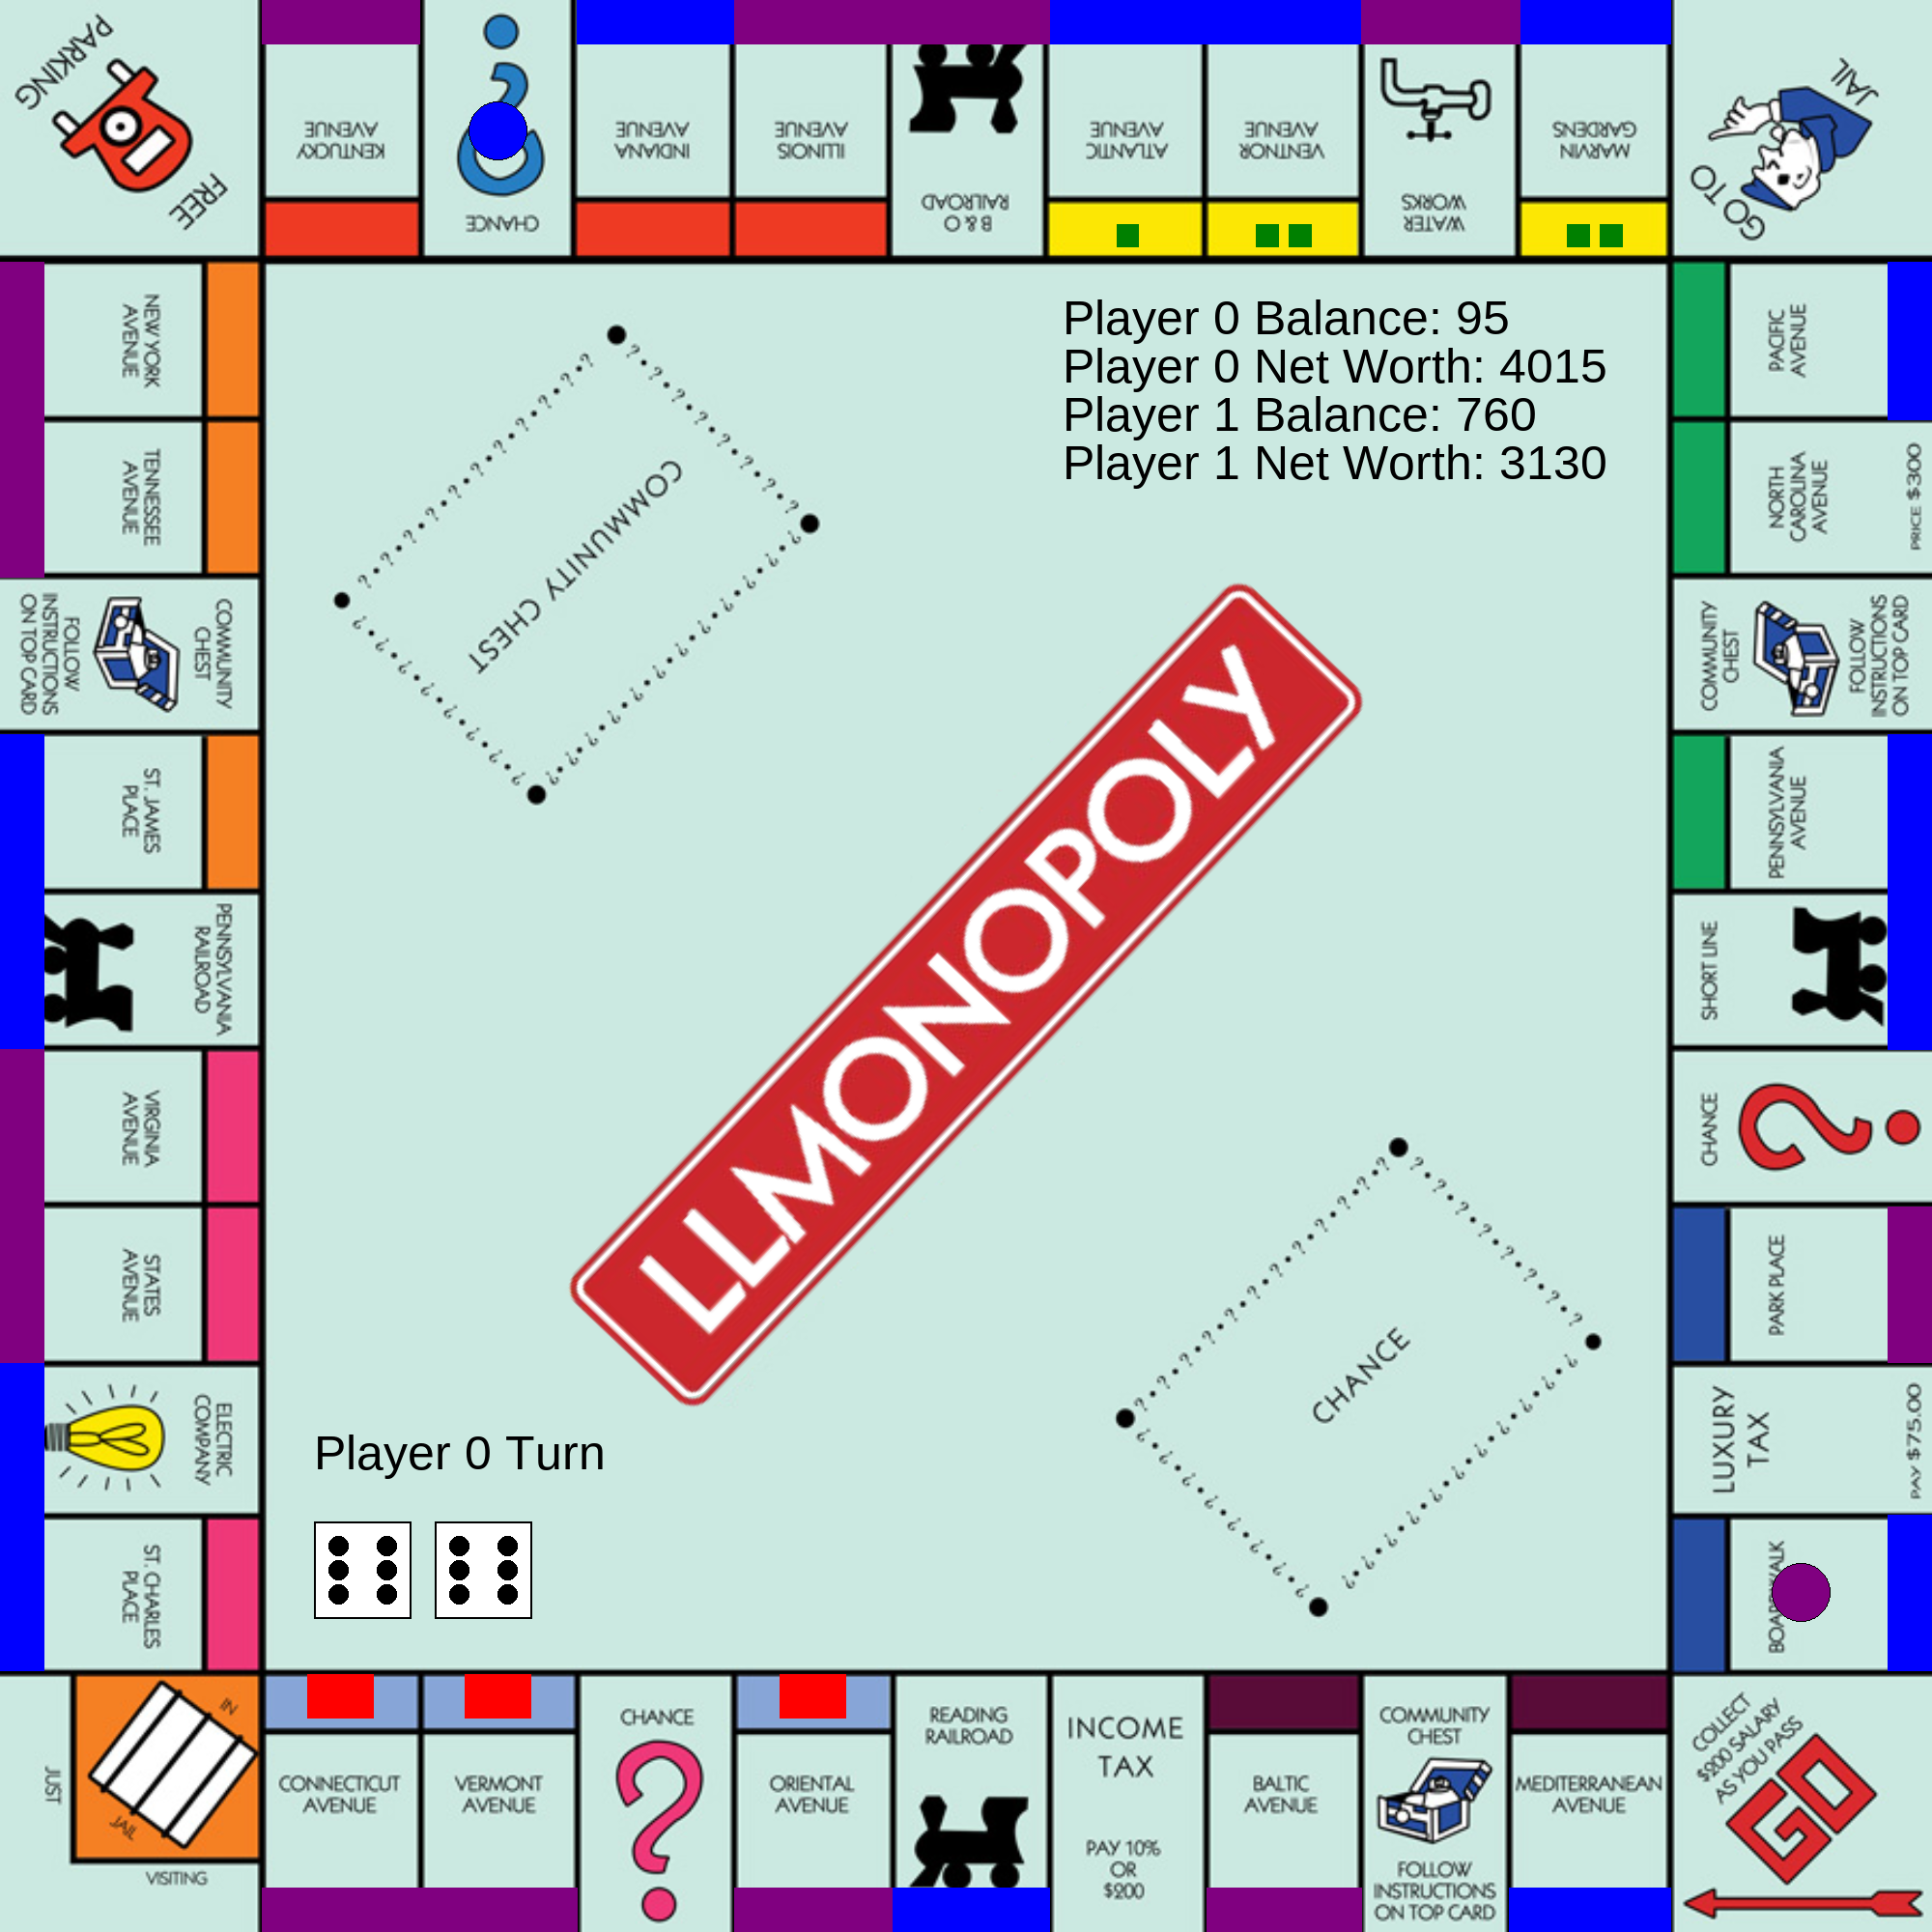 FREE
PARKING
KENTUCKY
AVENUE
CHANCE
INDIANA
AVENUE
ILLINOIS
AVENUE
B & O
RAILROAD
ATLANTIC
AVENUE
VENTNOR
AVENUE
WATER
WORKS
MARVIN
GARDENS
GO TO
JAIL
NEW YORK
AVENUE
TENNESSEE
AVENUE
COMMUNITY
CHEST
FOLLOW
INSTRUCTIONS
ON TOP CARD
ST. JAMES
PLACE
PENNSYLVANIA
RAILROAD
VIRGINIA
AVENUE
STATES
AVENUE
ELECTRIC
COMPANY
ST. CHARLES
PLACE
Player 0 Balance: 95
Player 0 Net Worth: 4015
Player 1 Balance: 760
Player 1 Net Worth: 3130
COMMUNITY CHEST
LLMONOPOLY
CHANCE
Player 0 Turn
PACIFIC
AVENUE
NORTH
CAROLINA
AVENUE
PRICE $300
COMMUNITY
CHEST
FOLLOW
INSTRUCTIONS
ON TOP CARD
PENNSYLVANIA
AVENUE
SHORT LINE
CHANCE
PARK PLACE
LUXURY
TAX
PAY $75.00
BOARDWALK
JUST
VISITING
IN
JAIL
CONNECTICUT
AVENUE
VERMONT
AVENUE
CHANCE
ORIENTAL
AVENUE
READING
RAILROAD
INCOME
TAX
PAY 10%
OR
$200
BALTIC
AVENUE
COMMUNITY
CHEST
FOLLOW
INSTRUCTIONS
ON TOP CARD
MEDITERRANEAN
AVENUE
COLLECT
$200 SALARY
AS YOU PASS
GO